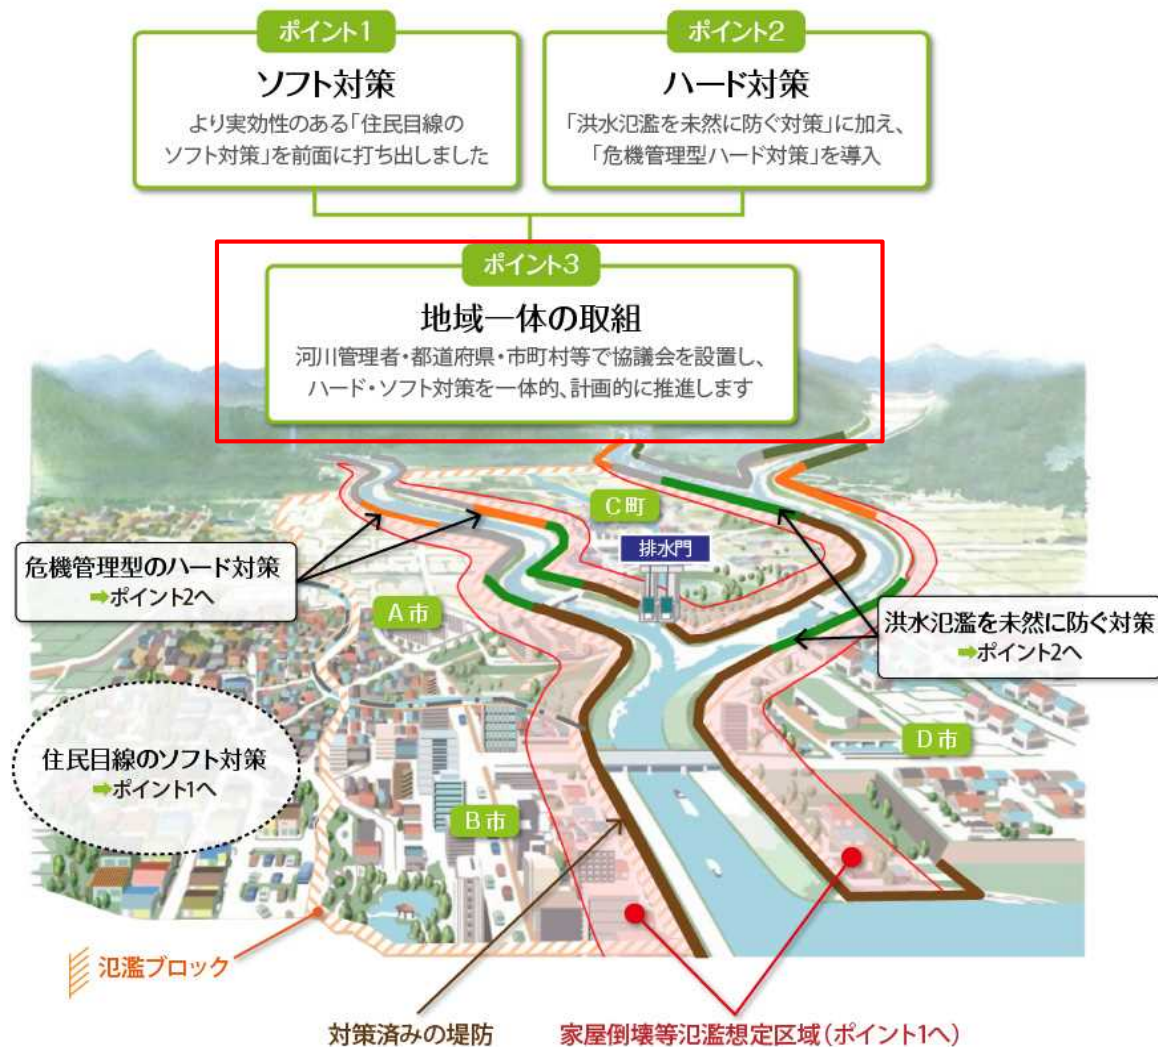 ポイント1
ソフト対策
より実効性のある「住民目線の
ソフト対策」を前面に打ち出しました
ポイント2
ハード対策
「洪水氾濫を未然に防ぐ対策」に加え、
「危機管理型ハード対策」を導入
ポイント3
地域一体の取組
河川管理者・都道府県・市町村等で協議会を設置し、
ハード・ソフト対策を一体的、計画的に推進します
C町
排水門
危機管理型のハード対策
➡ポイント2へ
A市
洪水氾濫を未然に防ぐ対策
➡ポイント2へ
住民目線のソフト対策
➡ポイント1へ
D市
B市
氾濫ブロック
対策済みの堤防
家屋倒壊等氾濫想定区域(ポイント1へ)